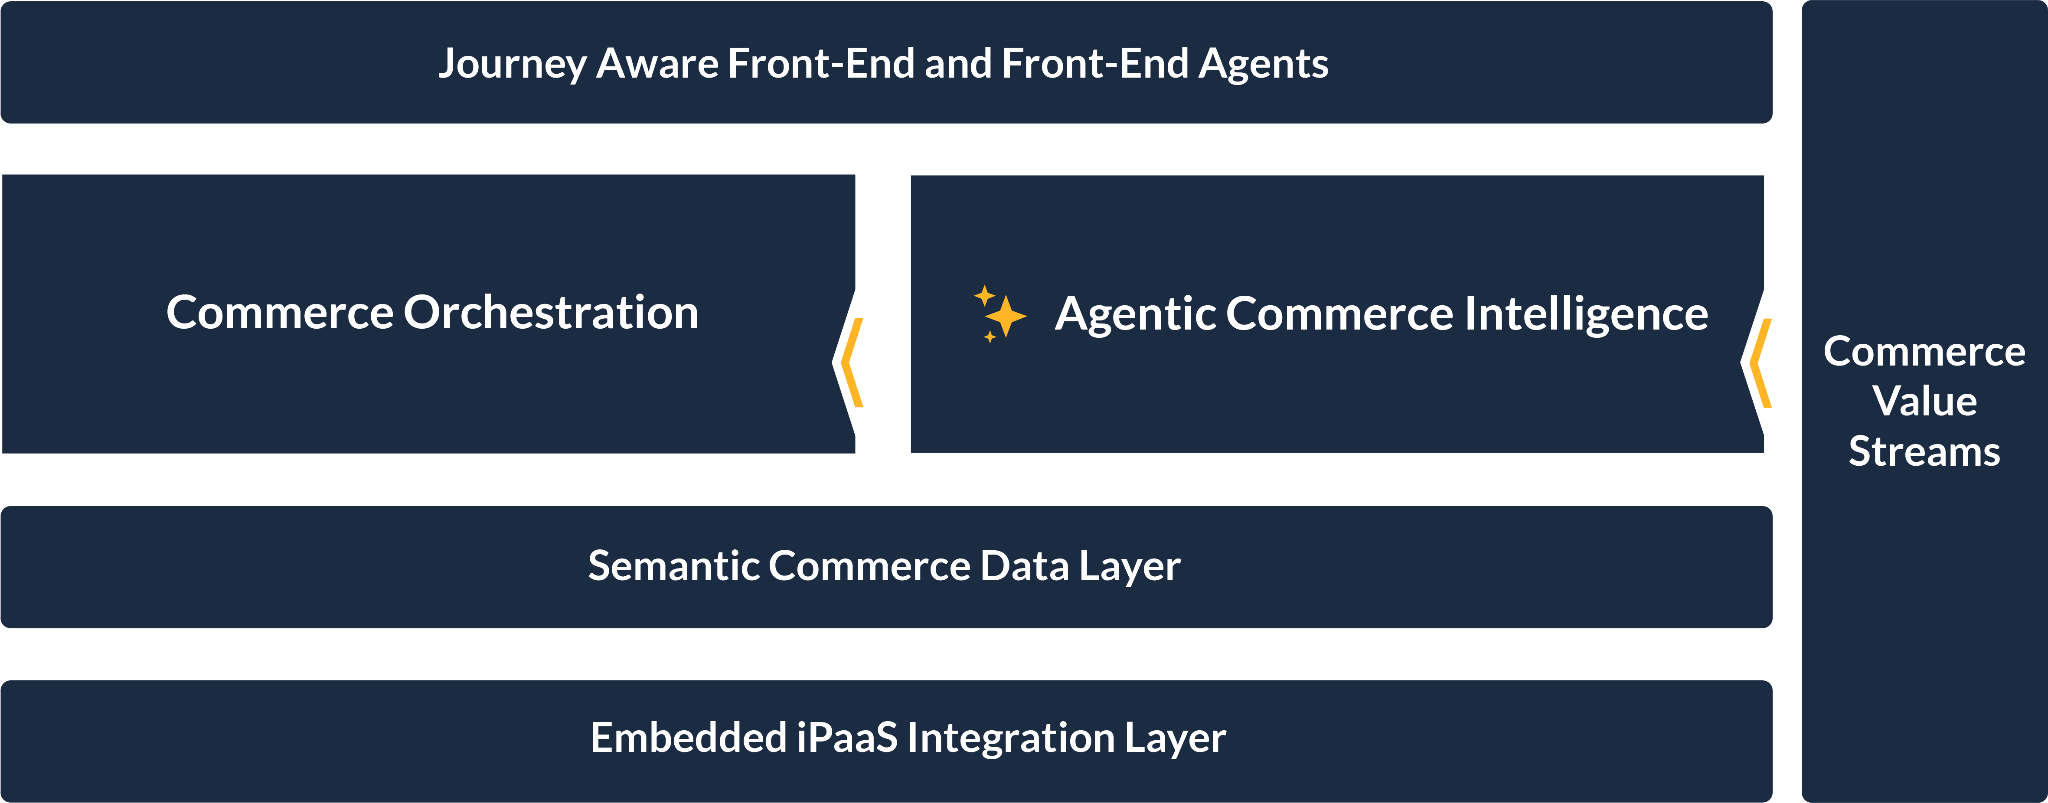 Journey Aware Front-End and Front-End Agents
Commerce Orchestration
Agentic Commerce Intelligence
Semantic Commerce Data Layer
Embedded iPaaS Integration Layer
Commerce
Value
Streams